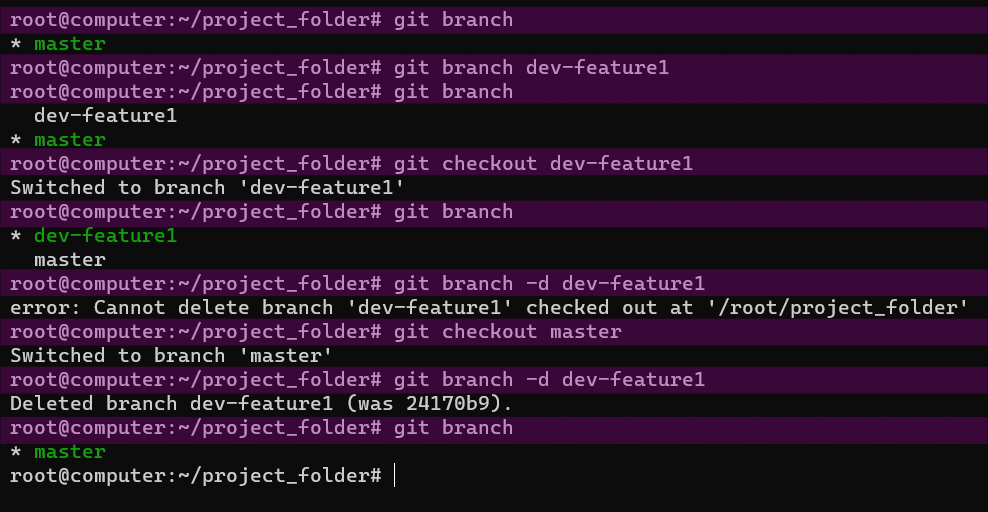 root@computer:~/project_folder# git branch
* master
root@computer:~/project_folder# git branch dev-feature1
root@computer:~/project_folder# git branch
  dev-feature1
* master
root@computer:~/project_folder# git checkout dev-feature1
Switched to branch 'dev-feature1'
root@computer:~/project_folder# git branch
* dev-feature1
  master
root@computer:~/project_folder# git branch -d dev-feature1
error: Cannot delete branch 'dev-feature1' checked out at '/root/project_folder'
root@computer:~/project_folder# git checkout master
Switched to branch 'master'
root@computer:~/project_folder# git branch -d dev-feature1
Deleted branch dev-feature1 (was 24170b9).
root@computer:~/project_folder# git branch
* master
root@computer:~/project_folder#